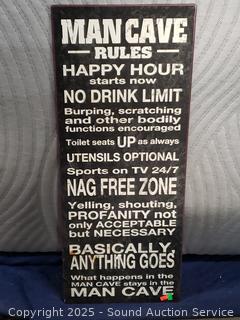 MAN CAVE
RULES
HAPPY HOUR
starts now
NO DRINK LIMIT
Burping, scratching
and other bodily
functions encouraged
Toilet seats UP as always
UTENSILS OPTIONAL
Sports on TV 24/7
NAG FREE ZONE
Yelling, shouting,
PROFANITY not
only ACCEPTABLE
but NECESSARY
BASICALLY,
ANYTHING GOES
What happens in the
MAN CAVE stays in the
MAN CAVE
Copyright 2025 - Sound Auction Service